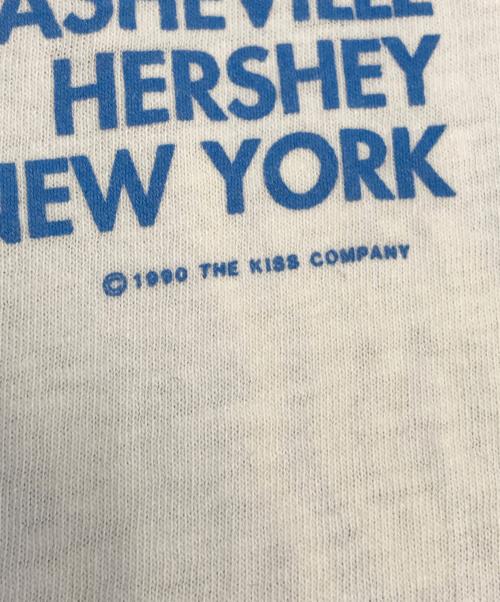 ASHEVILLE
HERSHEY
NEW YORK
© 1990 THE KISS COMPANY